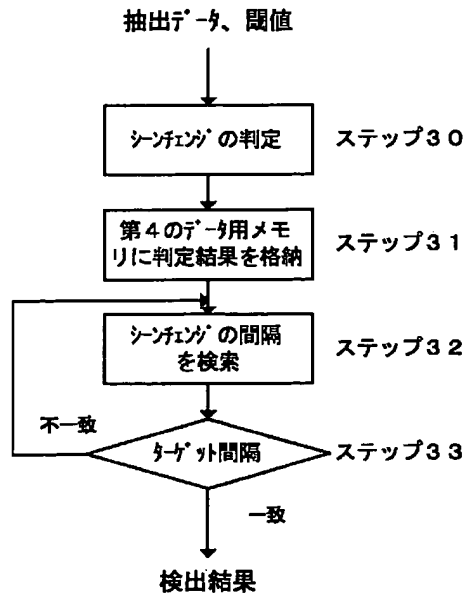 抽出ﾃﾞｰﾀ、閾値
ｼｰﾝﾁｪﾝｼﾞの判定
ステップ３０
第４のﾃﾞｰﾀ用メモ
リに判定結果を格納
ステップ３１
ｼｰﾝﾁｪﾝｼﾞの間隔
を検索
ステップ３２
不一致
ﾀｰｹﾞｯﾄ間隔
ステップ３３
一致
検出結果